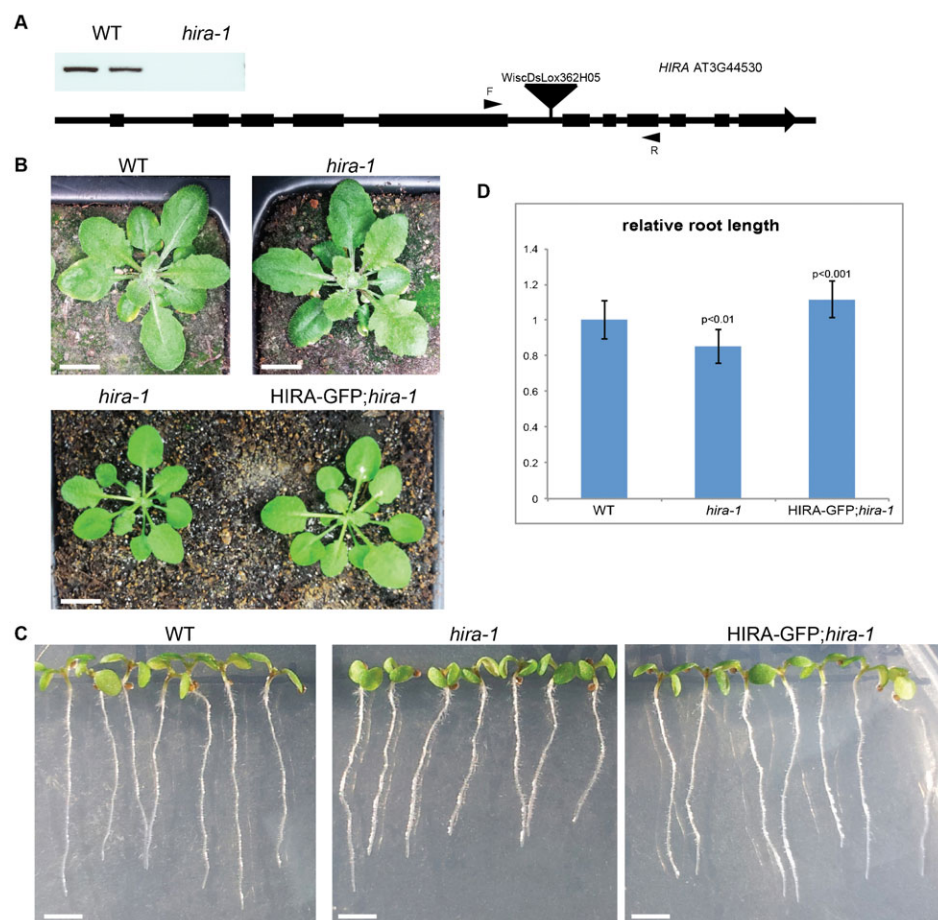 A
WT hira-1
WiscDsLox362H05
HIRA AT3G44530
F
R
B
WT hira-1
hira-1 HIRA-GFP;hira-1
D
relative root length
1.4
1.2
1
0.8
0.6
0.4
0.2
0
p<0.01
p<0.001
WT hira-1 HIRA-GFP;hira-1
C
WT hira-1 HIRA-GFP;hira-1